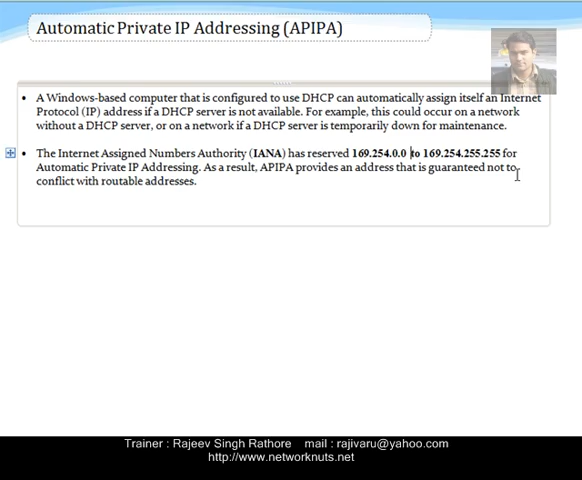 Automatic Private IP Addressing (APIPA)
• A Windows-based computer that is configured to use DHCP can automatically assign itself an Internet
Protocol (IP) address if a DHCP server is not available. For example, this could occur on a network
without a DHCP server, or on a network if a DHCP server is temporarily down for maintenance.
• The Internet Assigned Numbers Authority (IANA) has reserved 169.254.0.0 to 169.254.255.255 for
Automatic Private IP Addressing. As a result, APIPA provides an address that is guaranteed not to
conflict with routable addresses.
Trainer : Rajeev Singh Rathore    mail : rajivaru@yahoo.com
http://www.networknuts.net